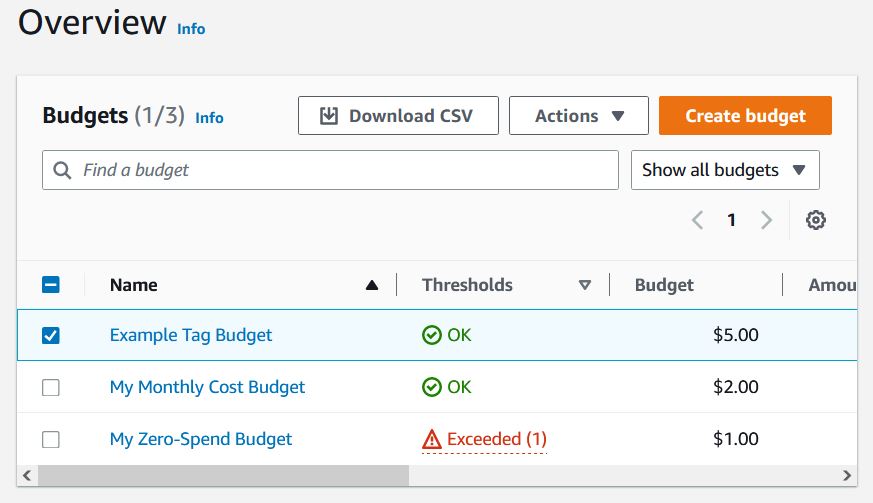 Overview Info
Budgets (1/3) Info Download CSV Actions Create budget
Find a budget Show all budgets
1
Name Thresholds Budget Amou
Example Tag Budget OK $5.00
My Monthly Cost Budget OK $2.00
My Zero-Spend Budget Exceeded (1) $1.00